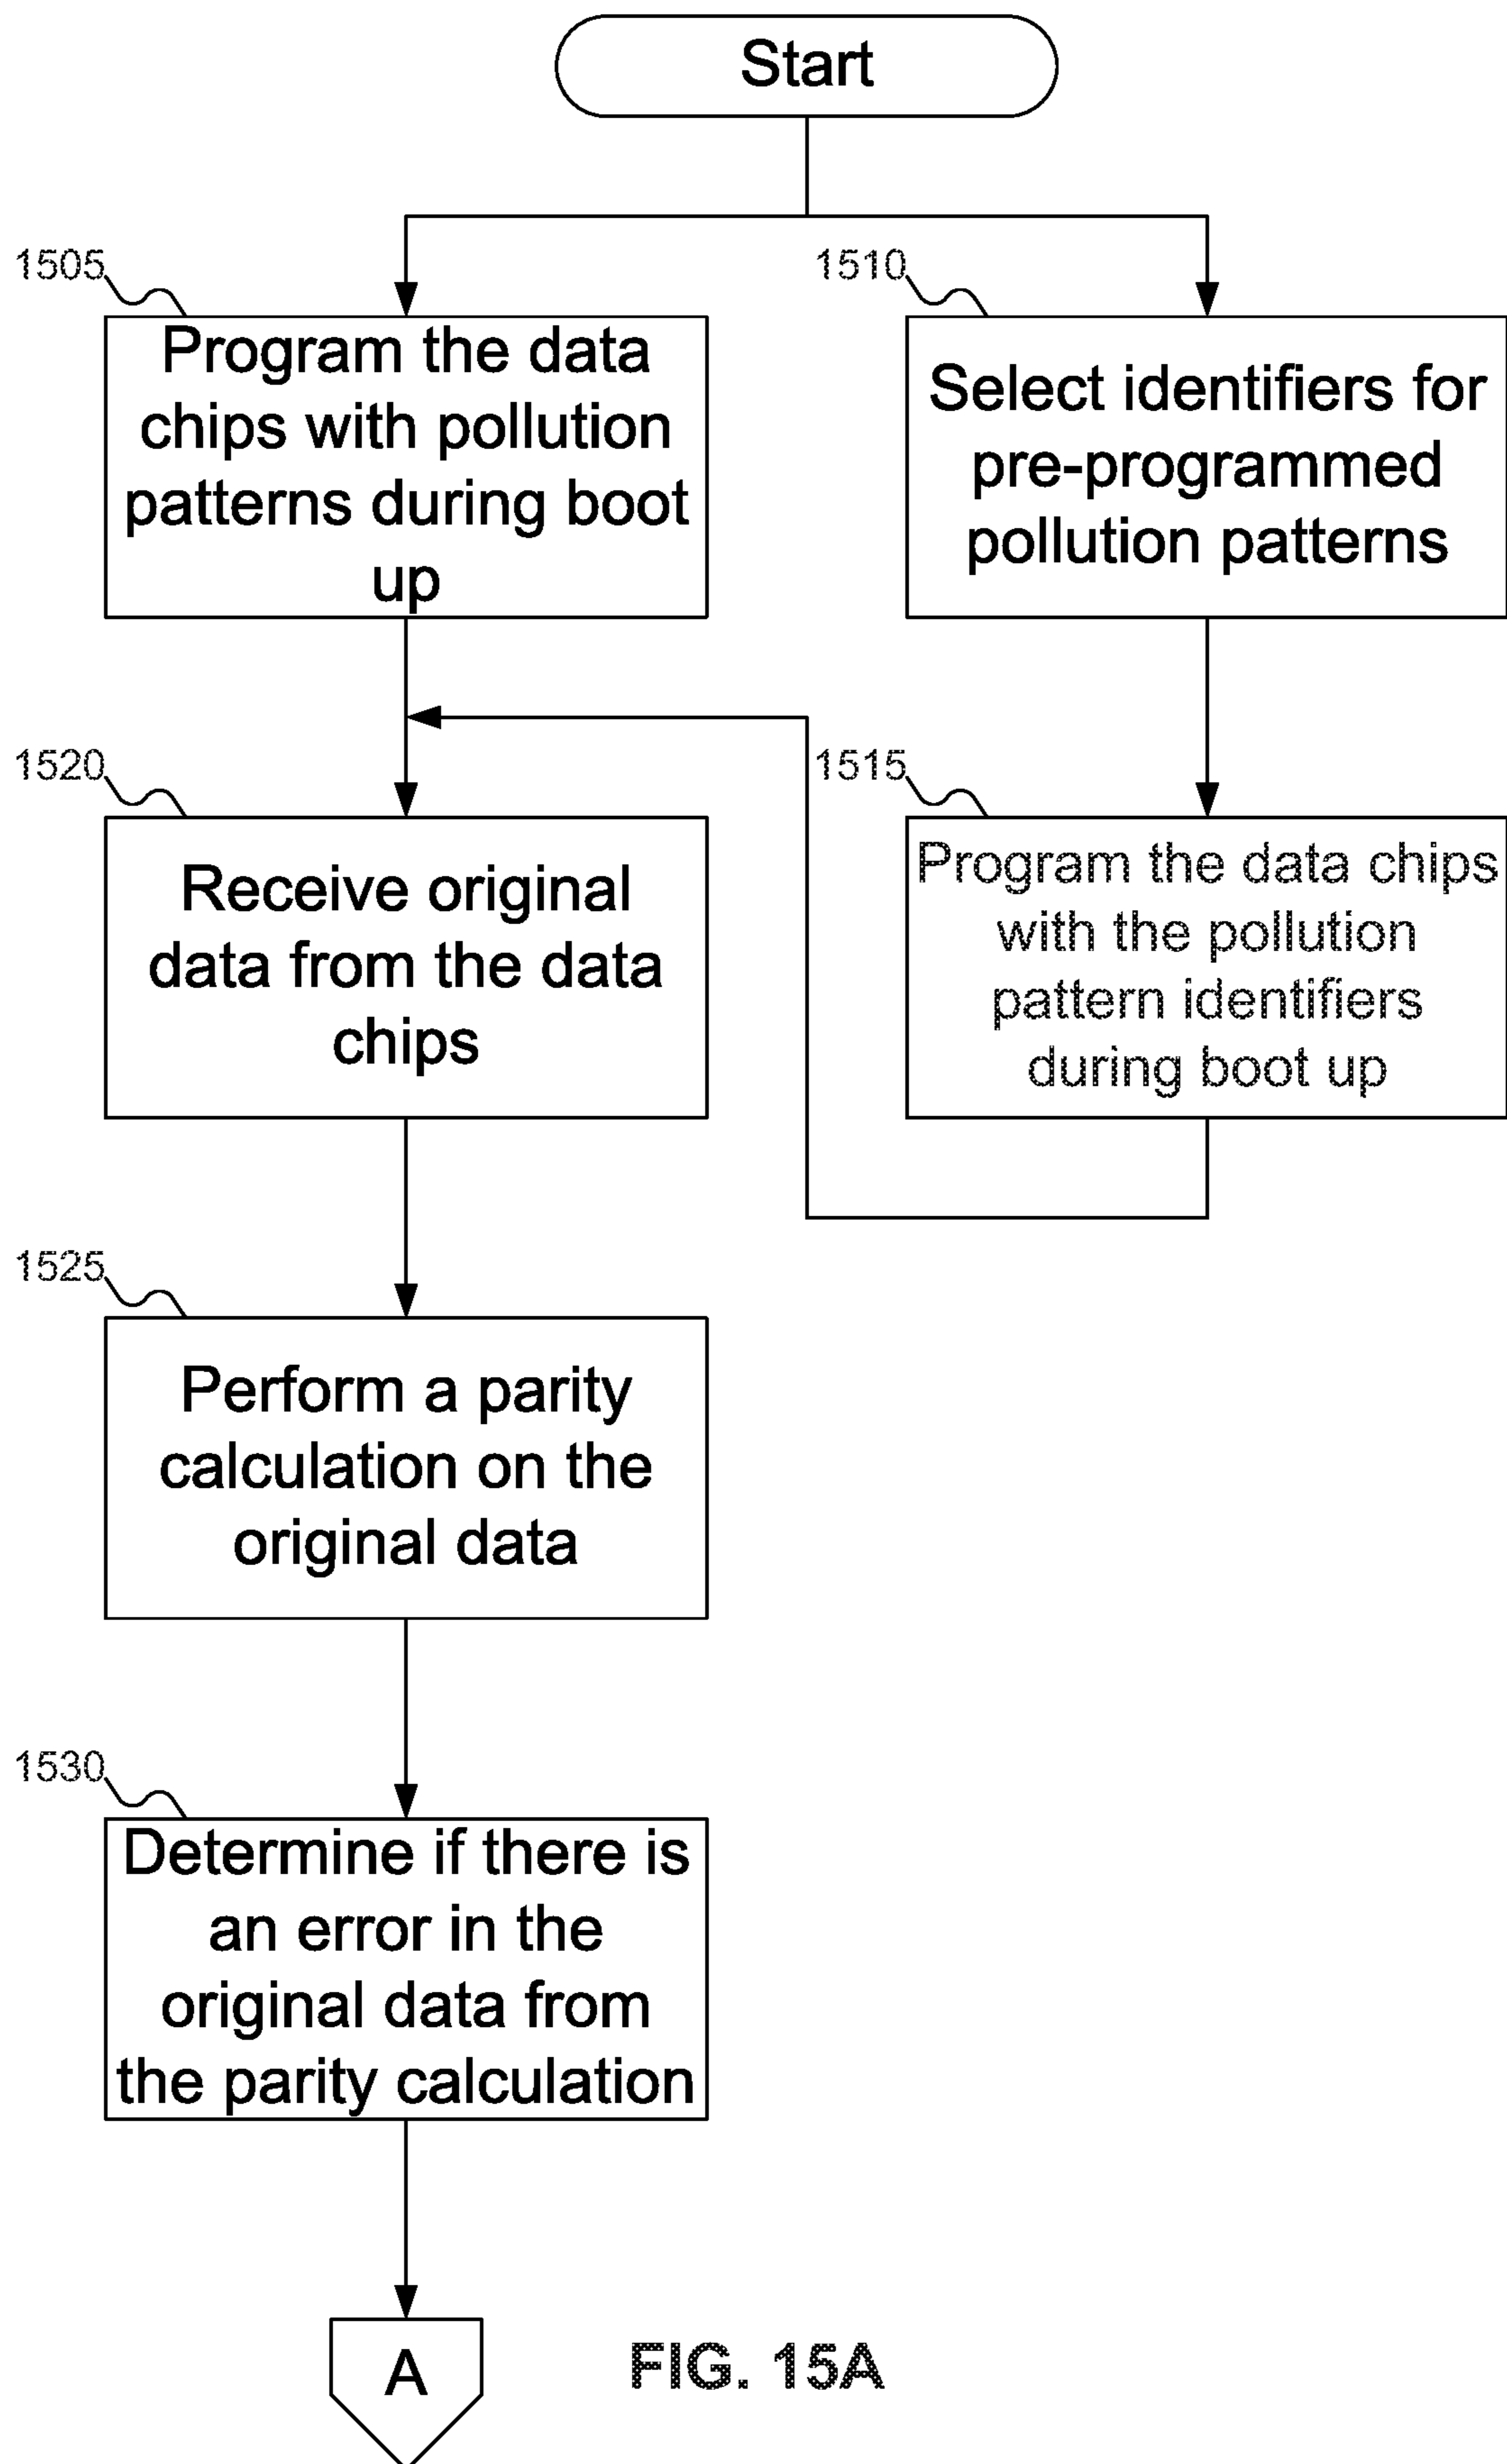 Start
1505
Program the data
chips with pollution
patterns during boot
up
1510
Select identifiers for
pre-programmed
pollution patterns
1520
Receive original
data from the data
chips
1515
Program the data chips
with the pollution
pattern identifiers
during boot up
1525
Perform a parity
calculation on the
original data
1530
Determine if there is
an error in the
original data from
the parity calculation
A
FIG. 15A